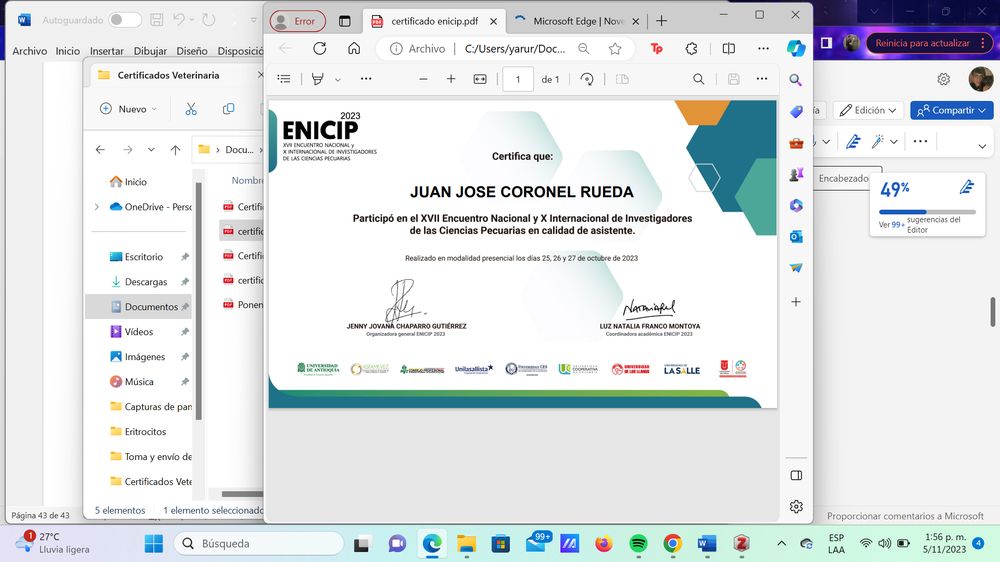 Autoguardado
Archivo Inicio Insertar Dibujar Diseño Disposició
Error
certificado enicip.pdf
Microsoft Edge | Nove
Archivo
C:/Users/yarur/Doc...
Reinicia para actualizar
1 de 1
Certificados Veterinaria
Nuevo
Docu...
Nombre
Inicio
OneDrive - Perso
Escritorio
Descargas
Documentos
Vídeos
Imágenes
Música
Capturas de pan
Eritrocitos
Toma y envío de
Certificados Vete
Certific
certific
Certific
certific
Ponen
5 elementos
1 elemento seleccionado
Página 43 de 43
2023
ENICIP
XVII ENCUENTRO NACIONAL y
X INTERNACIONAL DE INVESTIGADORES
DE LAS CIENCIAS PECUARIAS
Certifica que:
JUAN JOSE CORONEL RUEDA
Participó en el XVII Encuentro Nacional y X Internacional de Investigadores
de las Ciencias Pecuarias en calidad de asistente.
Realizado en modalidad presencial los días 25, 26 y 27 de octubre de 2023
JENNY JOVANA CHAPARRO GUTIÉRREZ
Organizadora general ENICIP 2023
LUZ NATALIA FRANCO MONTOYA
Coordinadora académica ENICIP 2023
UNIVERSIDAD DE ANTIOQUIA
Facultad de Ciencias Agrarias
ASFAMEVEZ
CONSEJO PROFESIONAL
Unilasallista
Corporación Universitaria
UNIVERSIDAD CES
UNIVERSIDAD COOPERATIVA DE COLOMBIA
UNIVERSIDAD DE LOS LLANOS
UNIVERSIDAD DE LA SALLE
Edición
Compartir
Encabezado
49%
Ver 99+ sugerencias del Editor
Proporcionar comentarios a Microsoft
1
27°C
Lluvia ligera
Búsqueda
99+
ESP
LAA
1:56 p. m.
5/11/2023
4